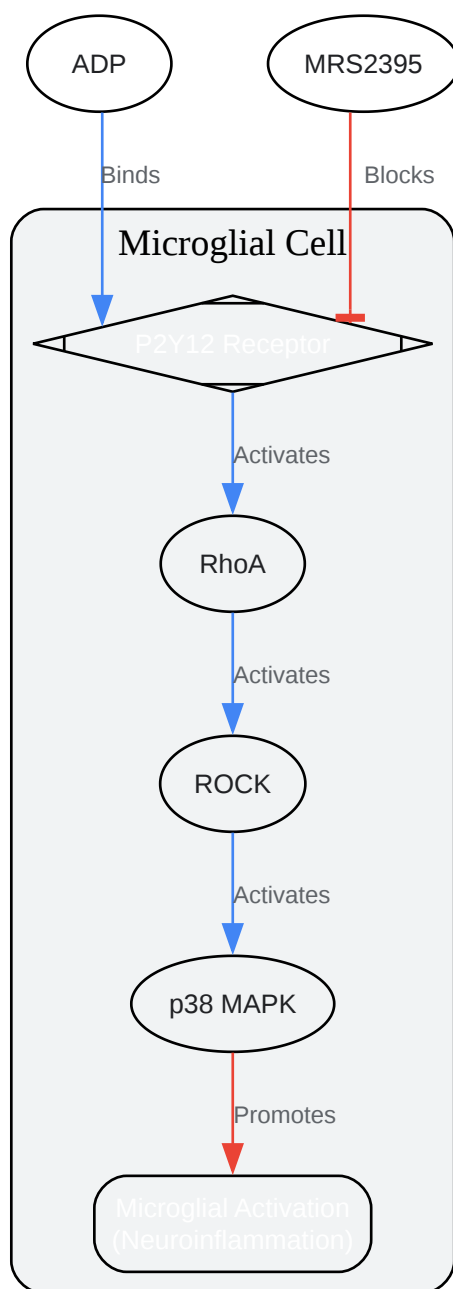 ADP
MRS2395
Binds
Blocks
Microglial Cell
P2Y12 Receptor
Activates
RhoA
Activates
ROCK
Activates
p38 MAPK
Promotes
Microglial Activation
(Neuroinflammation)